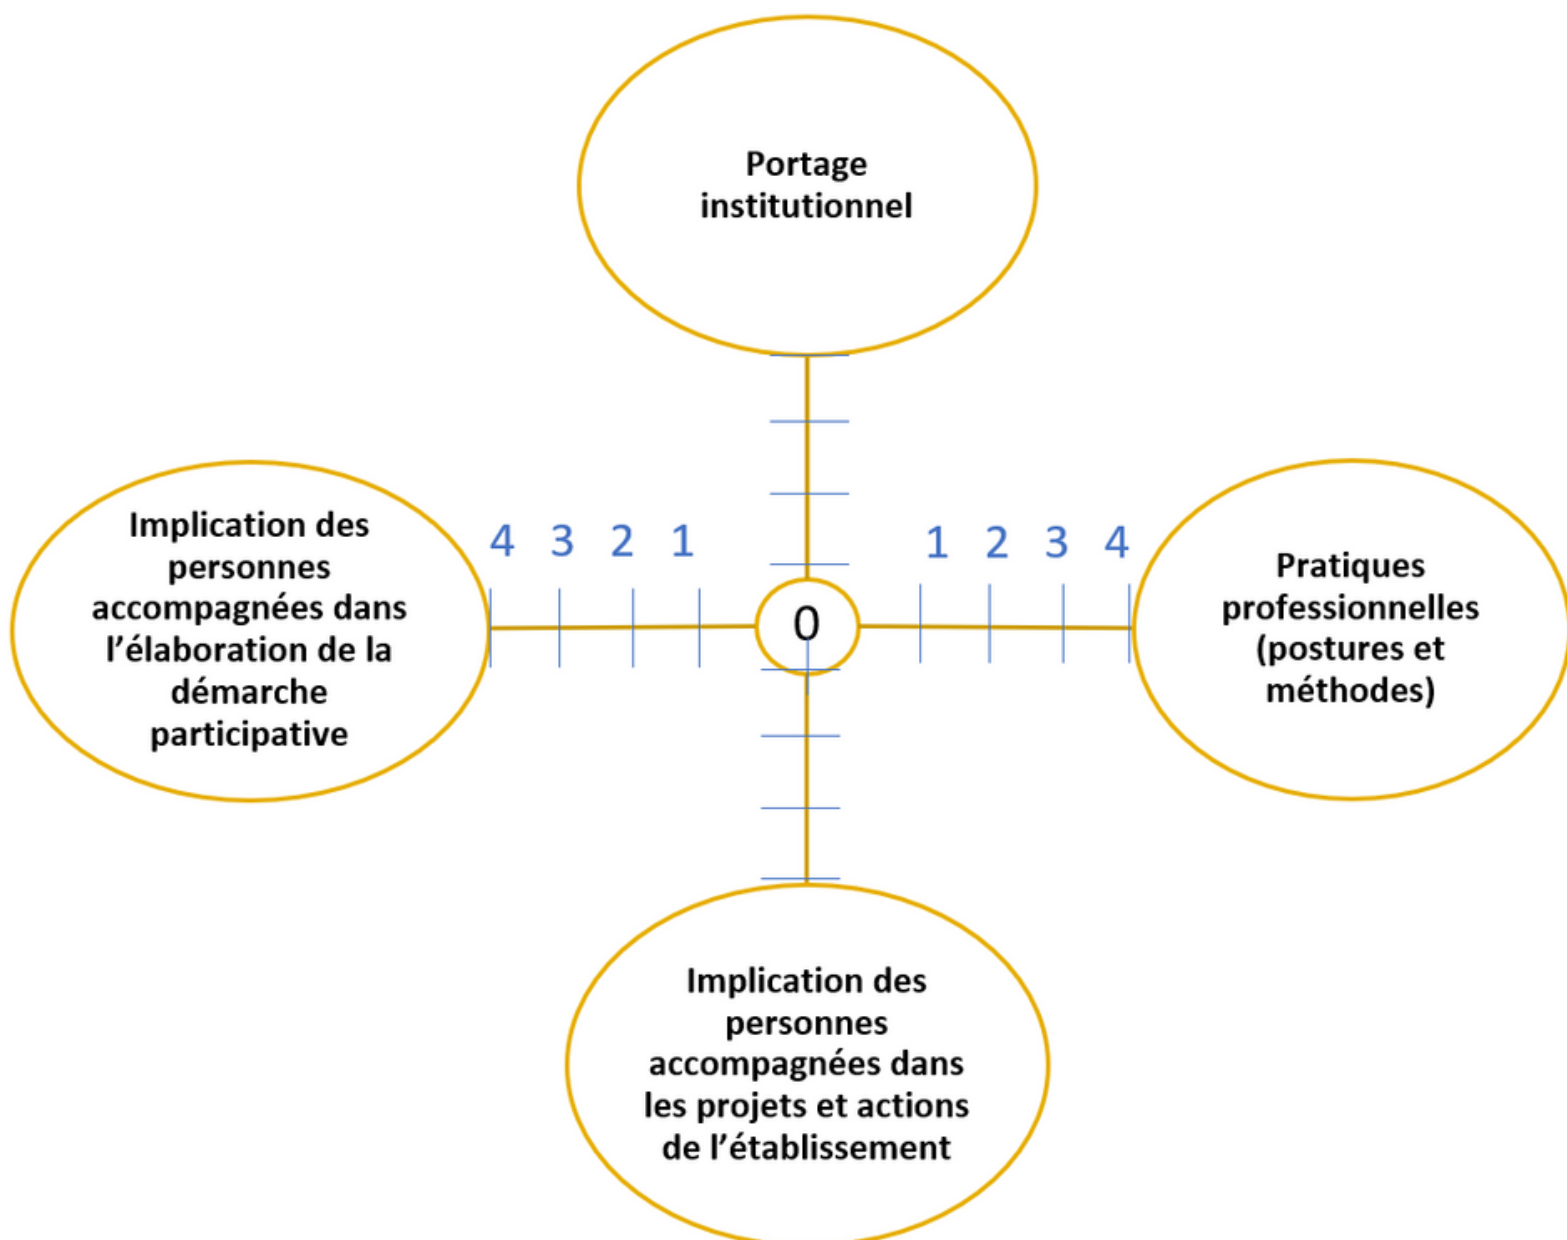 Portage
institutionnel
Implication des
personnes
accompagnées dans
l’élaboration de la
démarche
participative
4 3 2 1
0
1 2 3 4
Pratiques
professionnelles
(postures et
méthodes)
Implication des
personnes
accompagnées dans
les projets et actions
de l’établissement